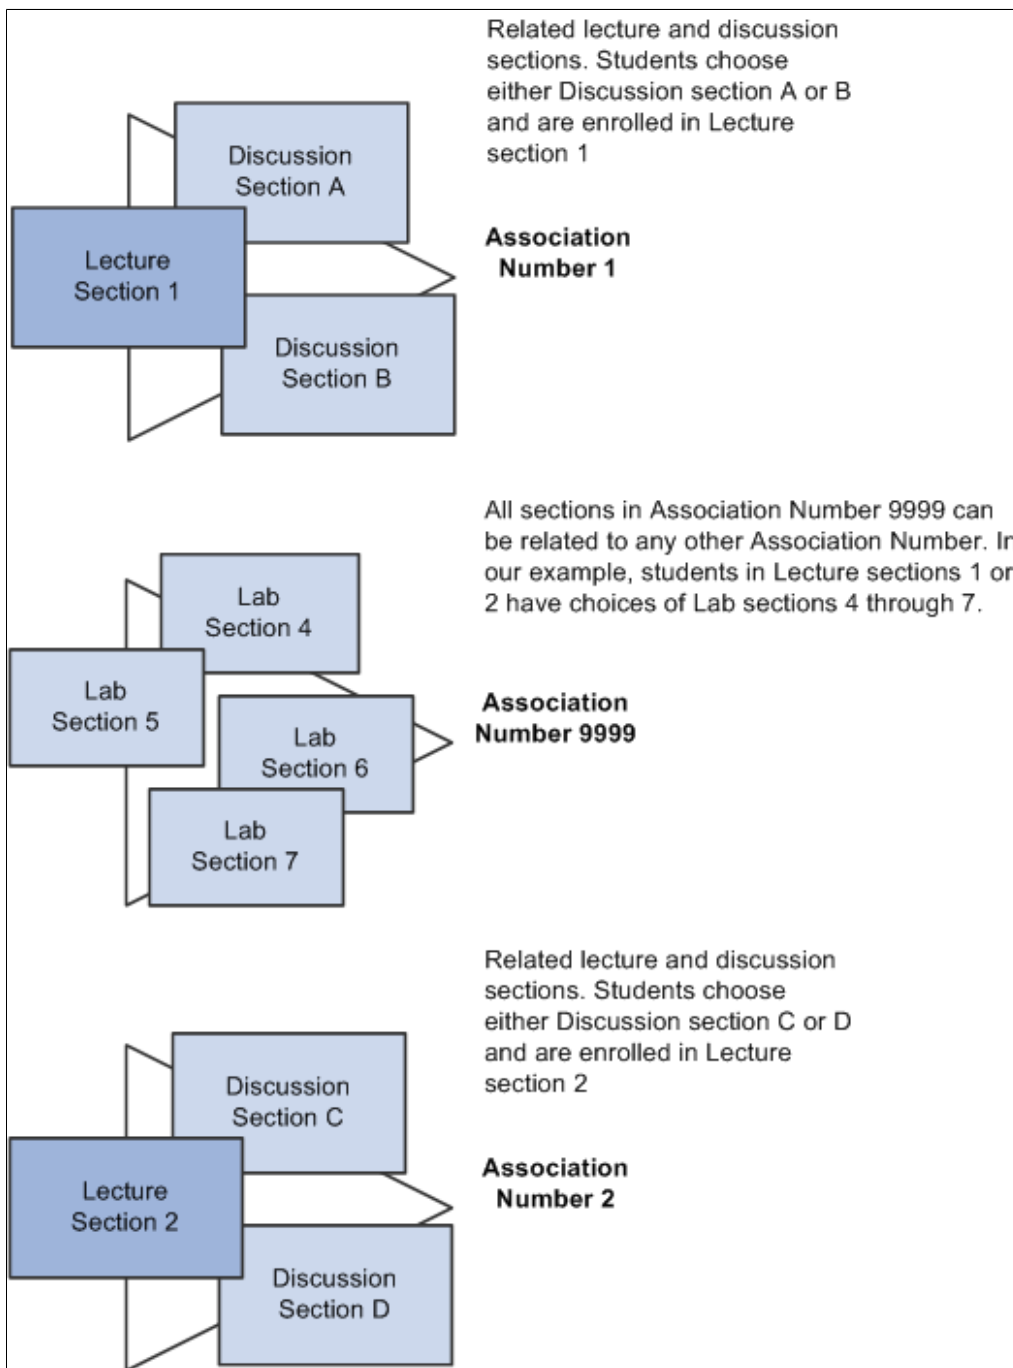 Related lecture and discussion
sections. Students choose
either Discussion section A or B
and are enrolled in Lecture
section 1
Discussion
Section A
Lecture
Section 1
Association
Number 1
Discussion
Section B
All sections in Association Number 9999 can
be related to any other Association Number. In
our example, students in Lecture sections 1 or
2 have choices of Lab sections 4 through 7.
Lab
Section 4
Lab
Section 5
Association
Number 9999
Lab
Section 6
Lab
Section 7
Related lecture and discussion
sections. Students choose
either Discussion section C or D
and are enrolled in Lecture
section 2
Discussion
Section C
Lecture
Section 2
Association
Number 2
Discussion
Section D